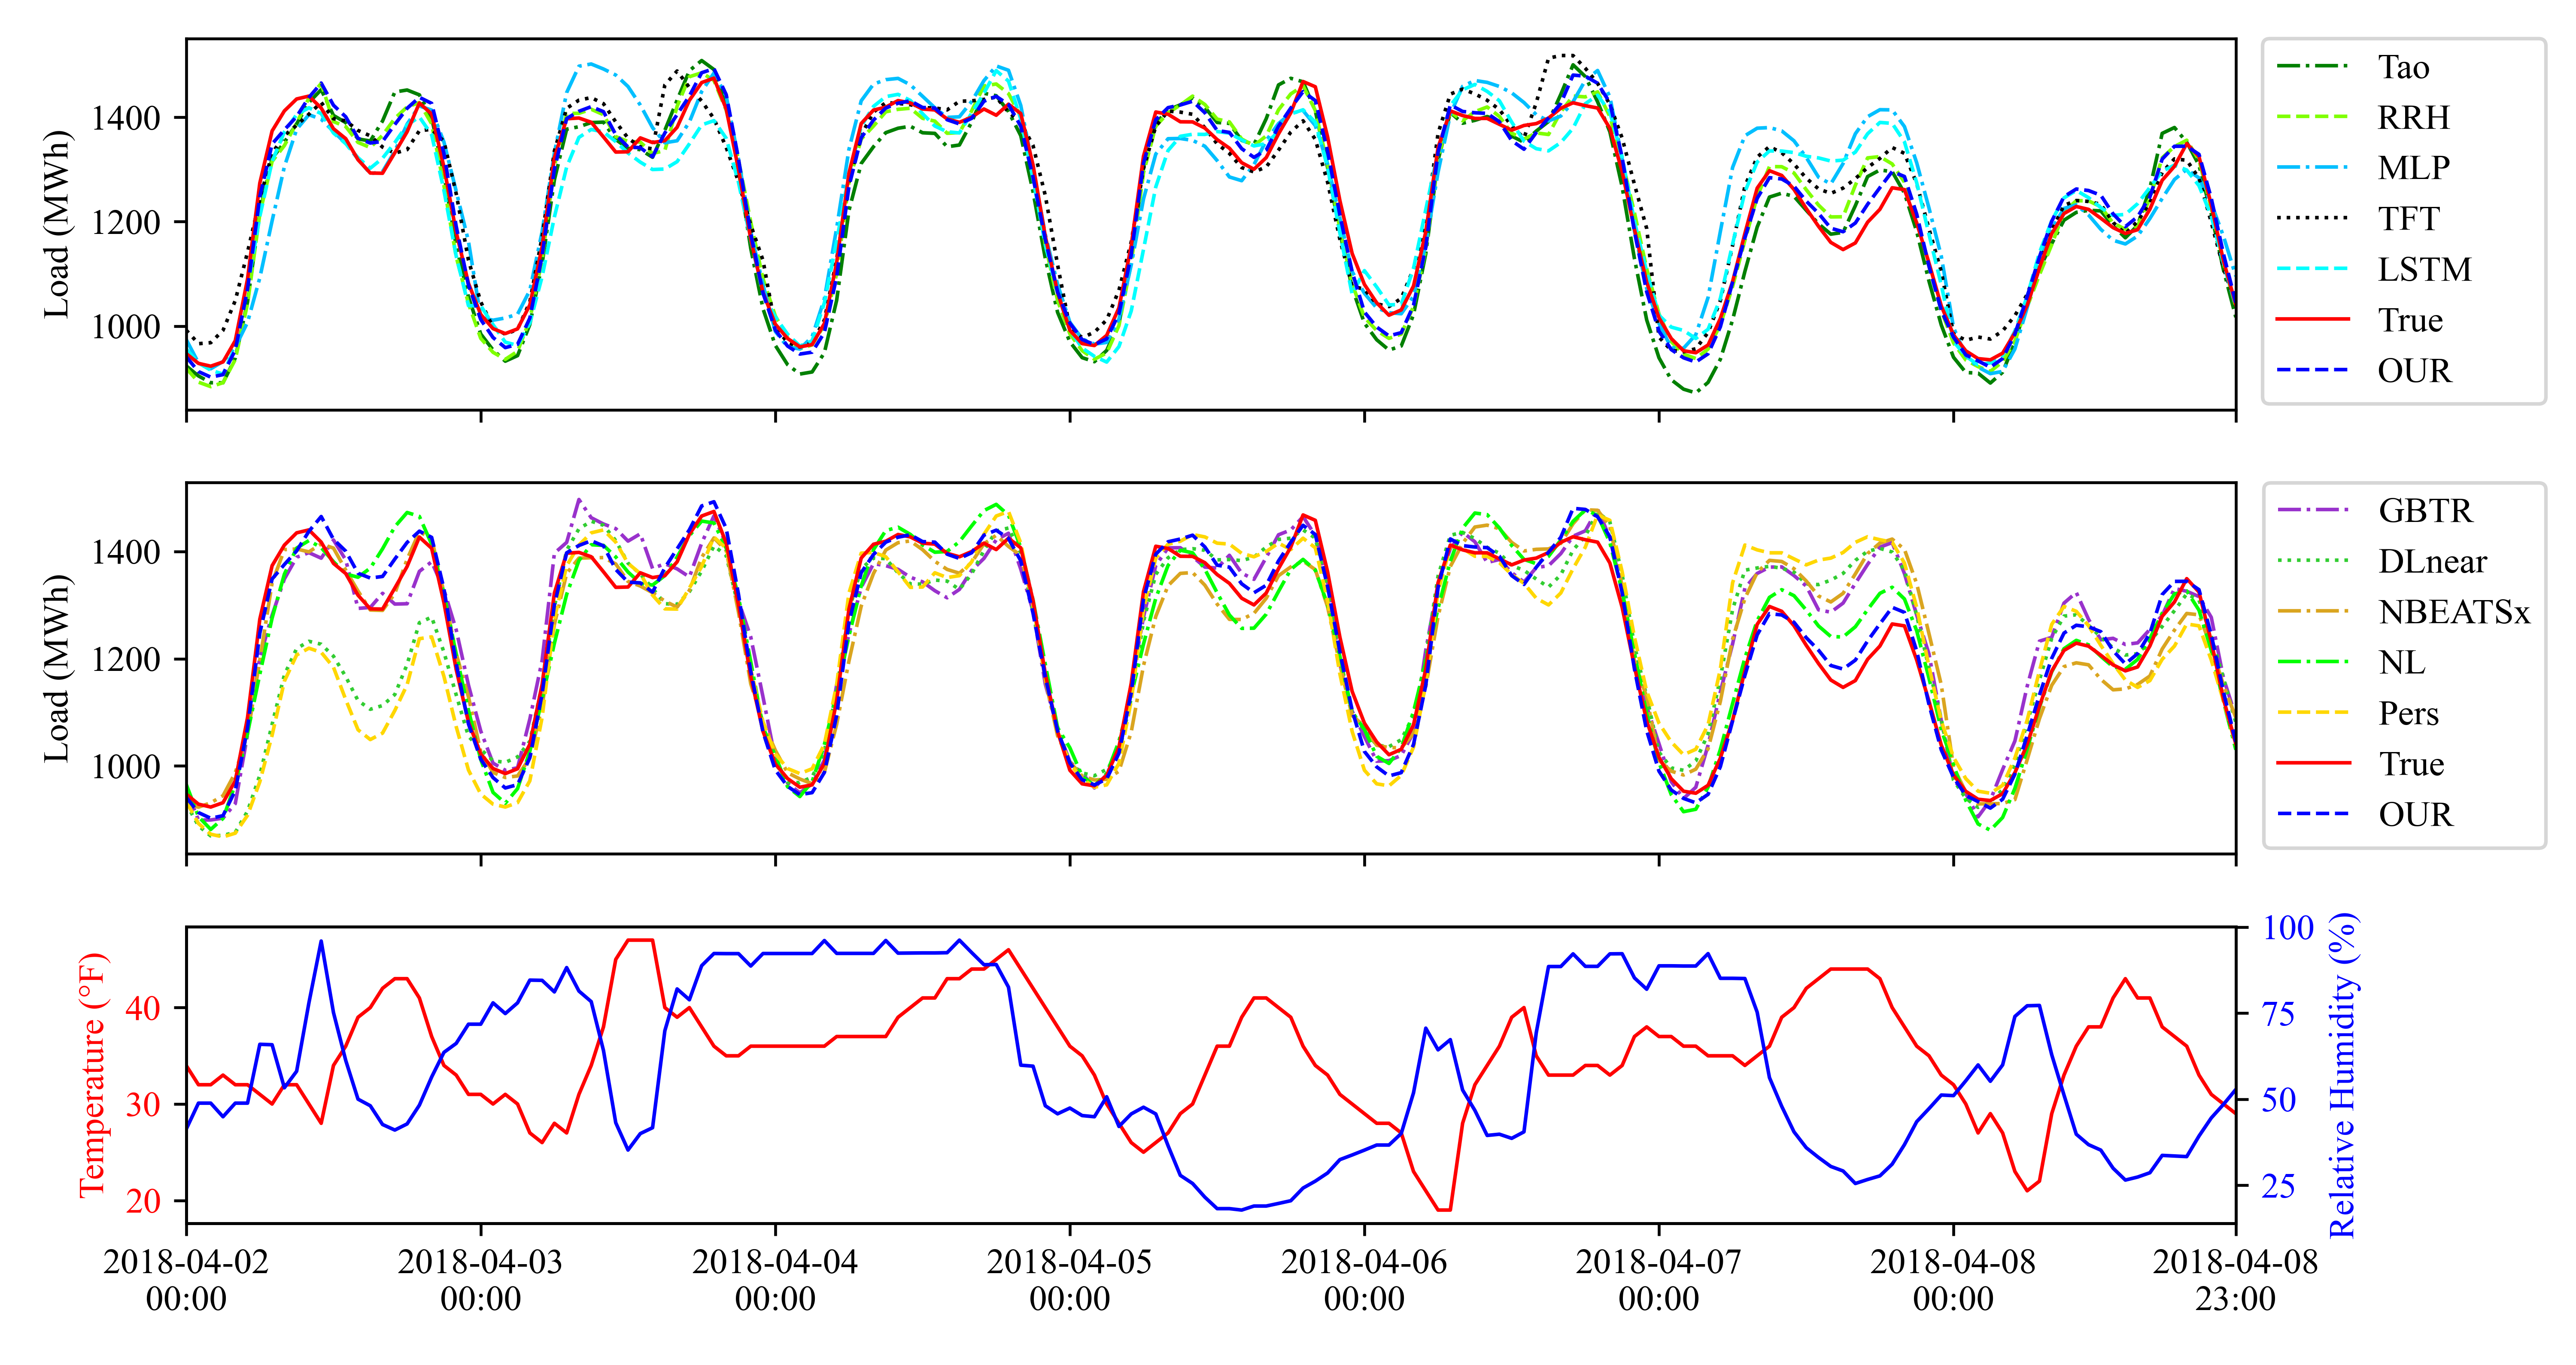 Load (MWh)
1400
1200
1000
Tao
RRH
MLP
TFT
LSTM
True
OUR
Load (MWh)
1400
1200
1000
GBTR
DLnear
NBEATSx
NL
Pers
True
OUR
Temperature (°F)
40
30
20
100
75
50
25
Relative Humidity (%)
2018-04-02 2018-04-03 2018-04-04 2018-04-05 2018-04-06 2018-04-07 2018-04-08 2018-04-08
00:00 00:00 00:00 00:00 00:00 00:00 00:00 23:00